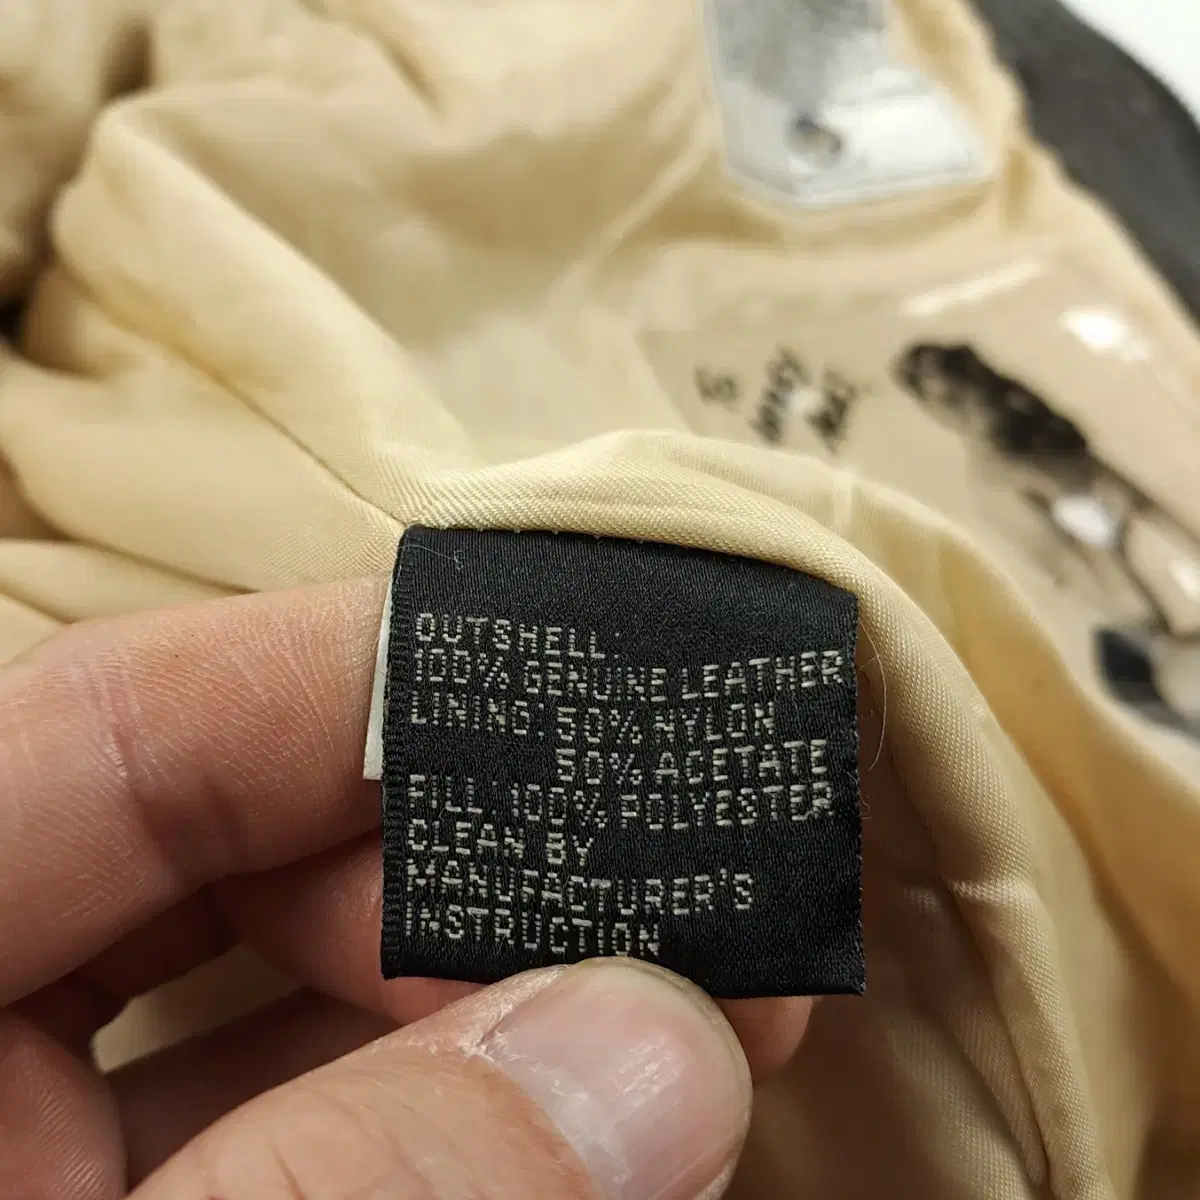 OUTSHELL
100% GENUINE LEATHER
LINING: 50% NYLON
50% ACETATE
FILL: 100% POLYESTER
CLEAN BY
MANUFACTURER'S
INSTRUCTION